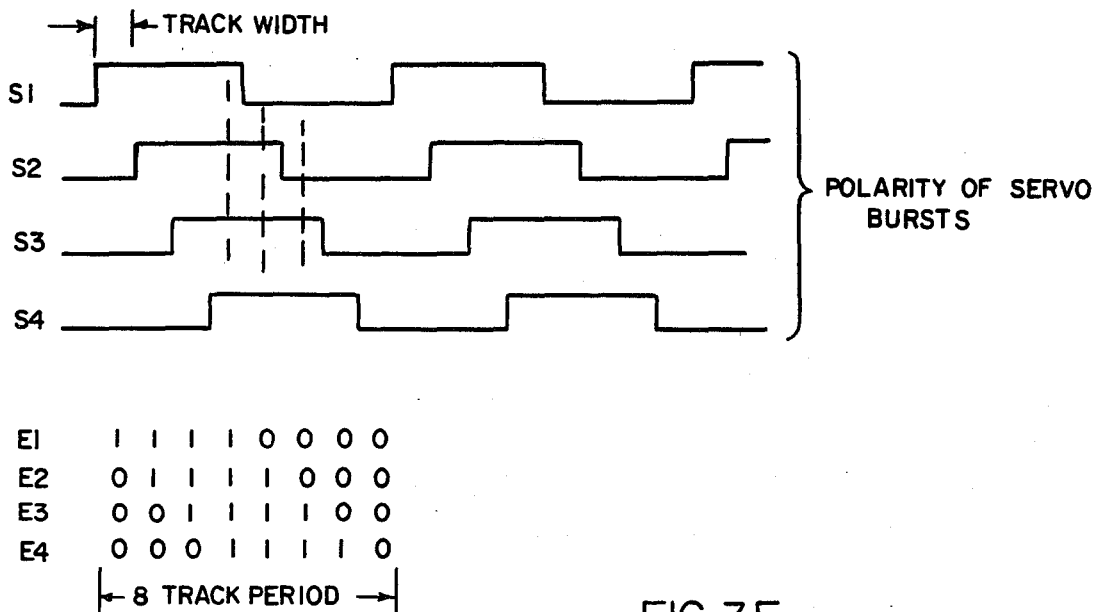 TRACK WIDTH
S1
S2
S3
S4
POLARITY OF SERVO
BURSTS
E1 1 1 1 1 0 0 0 0
E2 0 1 1 1 1 0 0 0
E3 0 0 1 1 1 1 0 0
E4 0 0 0 1 1 1 1 0
8 TRACK PERIOD